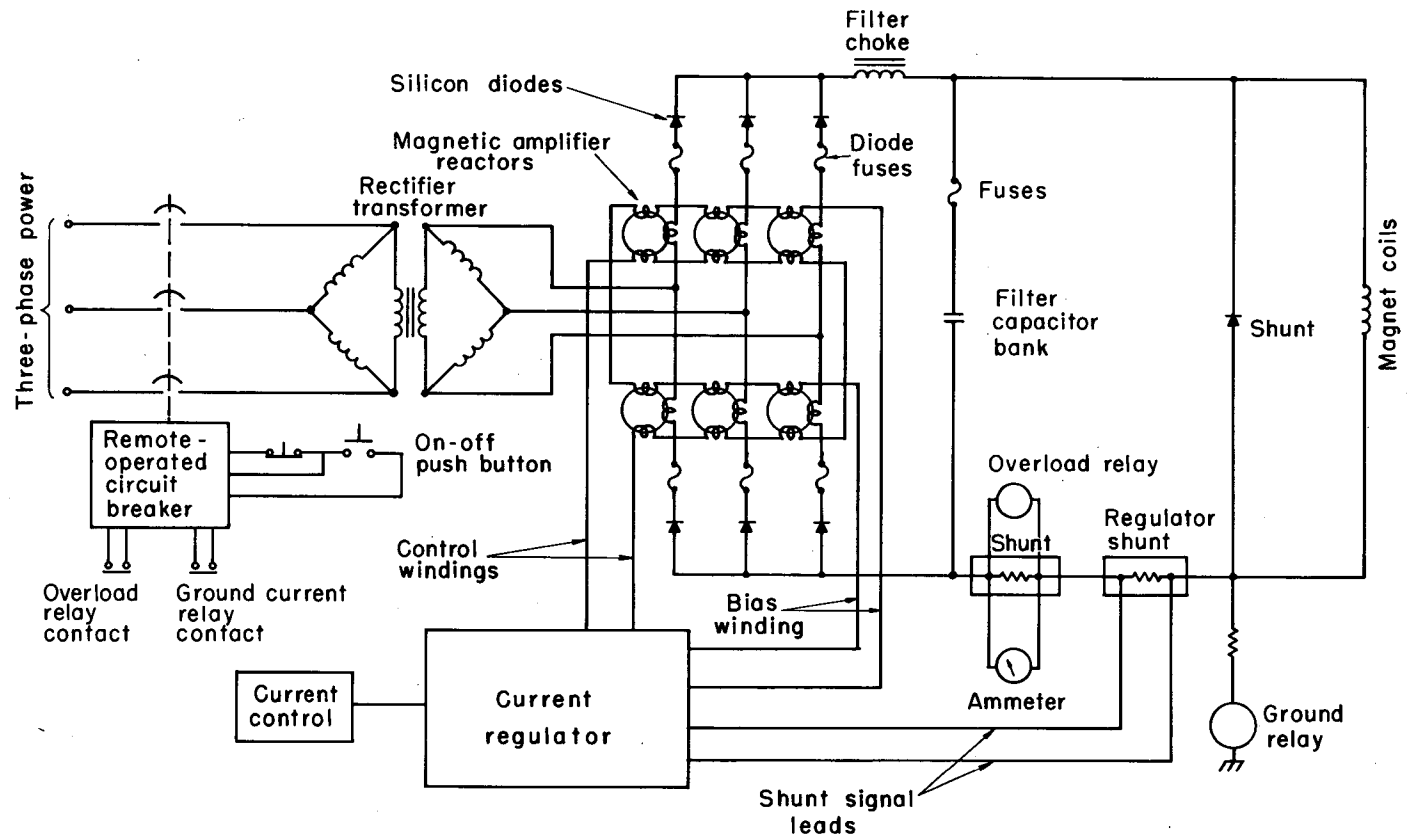 Filter
choke
Silicon diodes
Magnetic amplifier
reactors
Diode
fuses
Rectifier
transformer
Fuses
Three-phase power
Filter
capacitor
bank
Shunt
Magnet coils
Remote-
operated
circuit
breaker
On-off
push button
Overload relay
Shunt
Regulator
shunt
Control
windings
Overload
relay
contact
Ground current
relay
contact
Bias
winding
Current
control
Current
regulator
Ammeter
Ground
relay
Shunt signal
leads